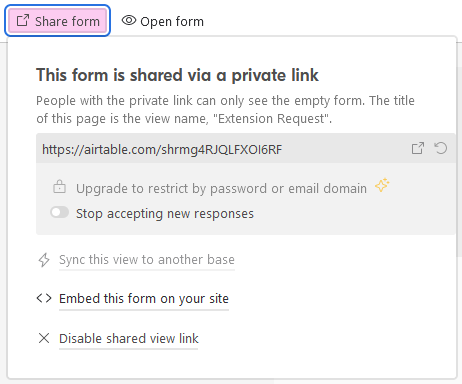 Share form Open form
This form is shared via a private link
People with the private link can only see the empty form. The title
of this page is the view name, "Extension Request".
https://airtable.com/shrmg4RJQLFXOI6RF
Upgrade to restrict by password or email domain
Stop accepting new responses
Sync this view to another base
Embed this form on your site
Disable shared view link